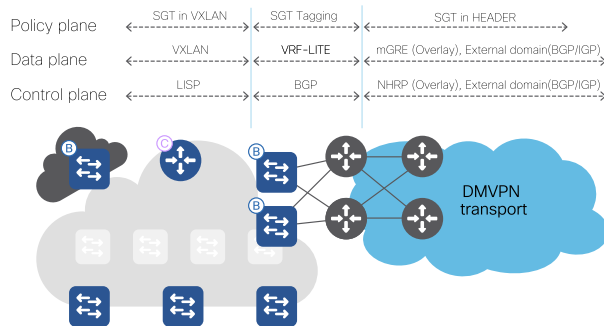 Policy plane
SGT in VXLAN
SGT Tagging
SGT in HEADER
Data plane
VXLAN
VRF-LITE
mGRE (Overlay), External domain(BGP/IGP)
Control plane
LISP
BGP
NHRP (Overlay), External domain(BGP/IGP)
B
C
B
B
DMVPN
transport